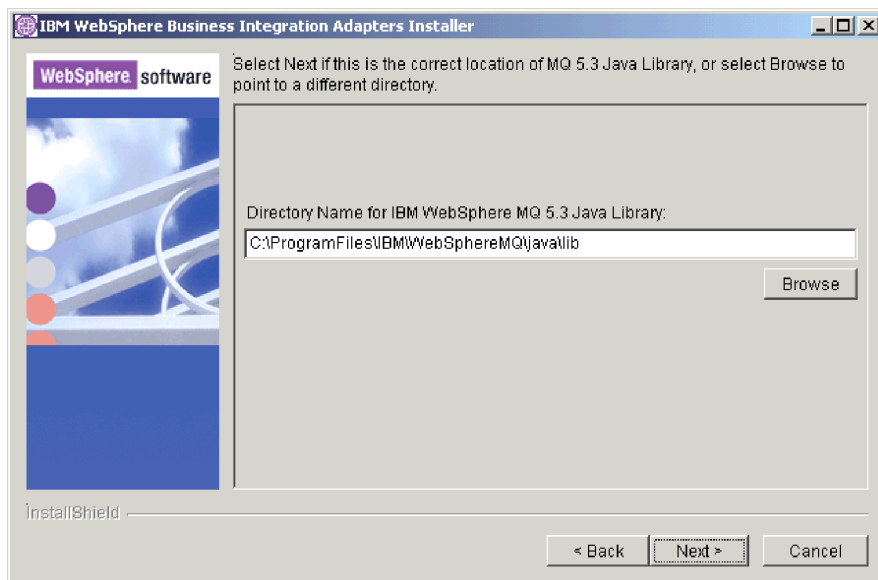 IBM WebSphere Business Integration Adapters Installer
WebSphere. software
Select Next if this is the correct location of MQ 5.3 Java Library, or select Browse to
point to a different directory.
Directory Name for IBM WebSphere MQ 5.3 Java Library:
C:\ProgramFiles\IBM\WebSphereMQ\java\lib
Browse
InstallShield
< Back
Next >
Cancel